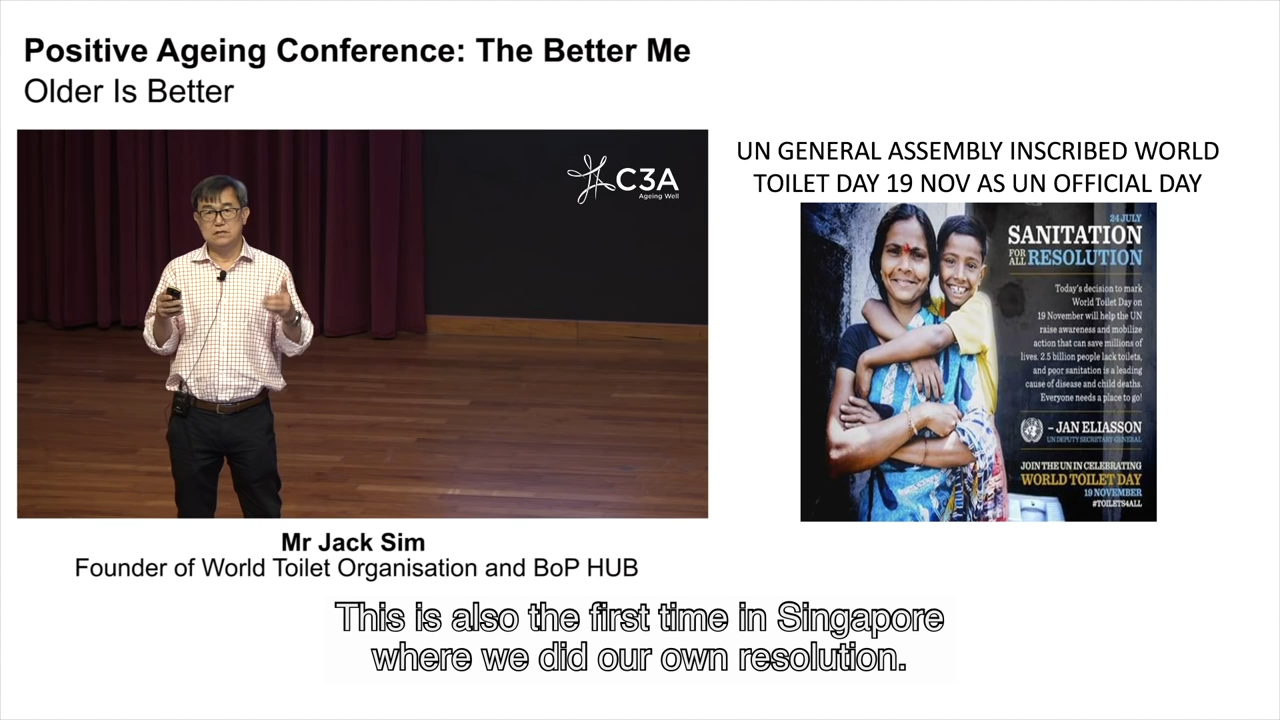 Positive Ageing Conference: The Better Me
Older Is Better
C3A
Ageing Well
UN GENERAL ASSEMBLY INSCRIBED WORLD
TOILET DAY 19 NOV AS UN OFFICIAL DAY
24 JULY
SANITATION
FOR ALL RESOLUTION
Today's decision to mark
World Toilet Day on
19 November will help the UN
raise awareness and mobilize
action that can save millions of
lives. 2.5 billion people lack toilets,
and poor sanitation is a leading
cause of disease and child deaths.
Everyone needs a place to go!
– JAN ELIASSON
UN DEPUTY SECRETARY-GENERAL
JOIN THE UN IN CELEBRATING
WORLD TOILET DAY
19 NOVEMBER
#TOILETS4ALL
Mr Jack Sim
Founder of World Toilet Organisation and BoP HUB
This is also the first time in Singapore
where we did our own resolution.